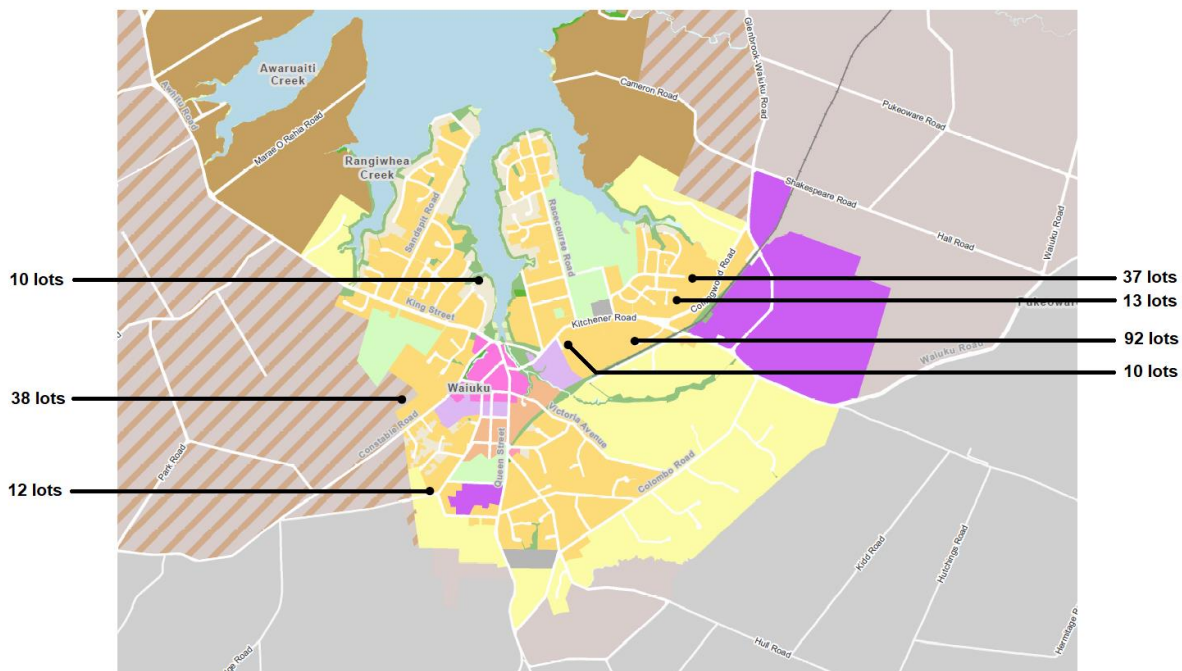 Awaruaiti
Creek
Awhitu Road
Marae O Rehia Road
Rangiwhea
Creek
Sandspit Road
Racecourse Road
Cameron Road
Glenbrook-Waiuku Road
Pukeoware Road
Shakespeare Road
Hall Road
Waiuku Road
10 lots
37 lots
13 lots
King Street
Kitchener Road
Collingwood Road
92 lots
Waiuku Road
10 lots
Waiuku
38 lots
Constable Road
Victoria Avenue
Queen Street
Colombo Road
Park Road
12 lots
Kidd Road
Hutchings Road
Hull Road